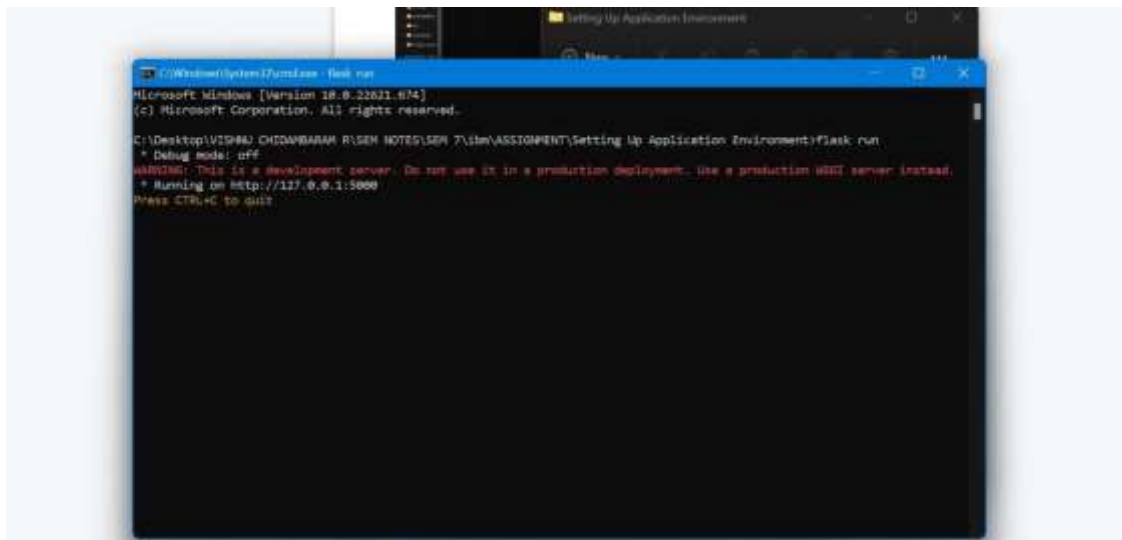 Setting Up Application Environment
New
C:\Windows\System32\cmd.exe - flask run
Microsoft Windows [Version 10.0.22621.674]
(c) Microsoft Corporation. All rights reserved.
C:\Desktop\VISHNU CHIDAMBARAM R\SEM NOTES\SEM 7\ibm\ASSIGNMENT\Setting Up Application Environment>flask run
* Debug mode: off
WARNING: This is a development server. Do not use it in a production deployment. Use a production WSGI server instead.
* Running on http://127.0.0.1:5000
Press CTRL+C to quit